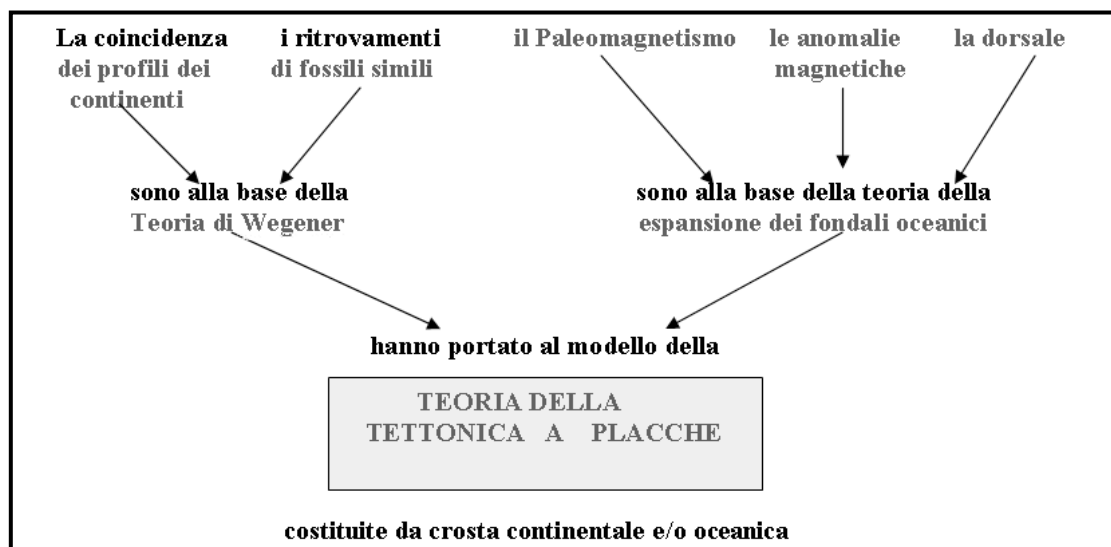 La coincidenza
dei profili dei
continenti
i ritrovamenti
di fossili simili
il Paleomagnetismo
le anomalie
magnetiche
la dorsale
sono alla base della
Teoria di Wegener
sono alla base della teoria della
espansione dei fondali oceanici
hanno portato al modello della
TEORIA DELLA
TETTONICA A PLACCHE
costituite da crosta continentale e/o oceanica